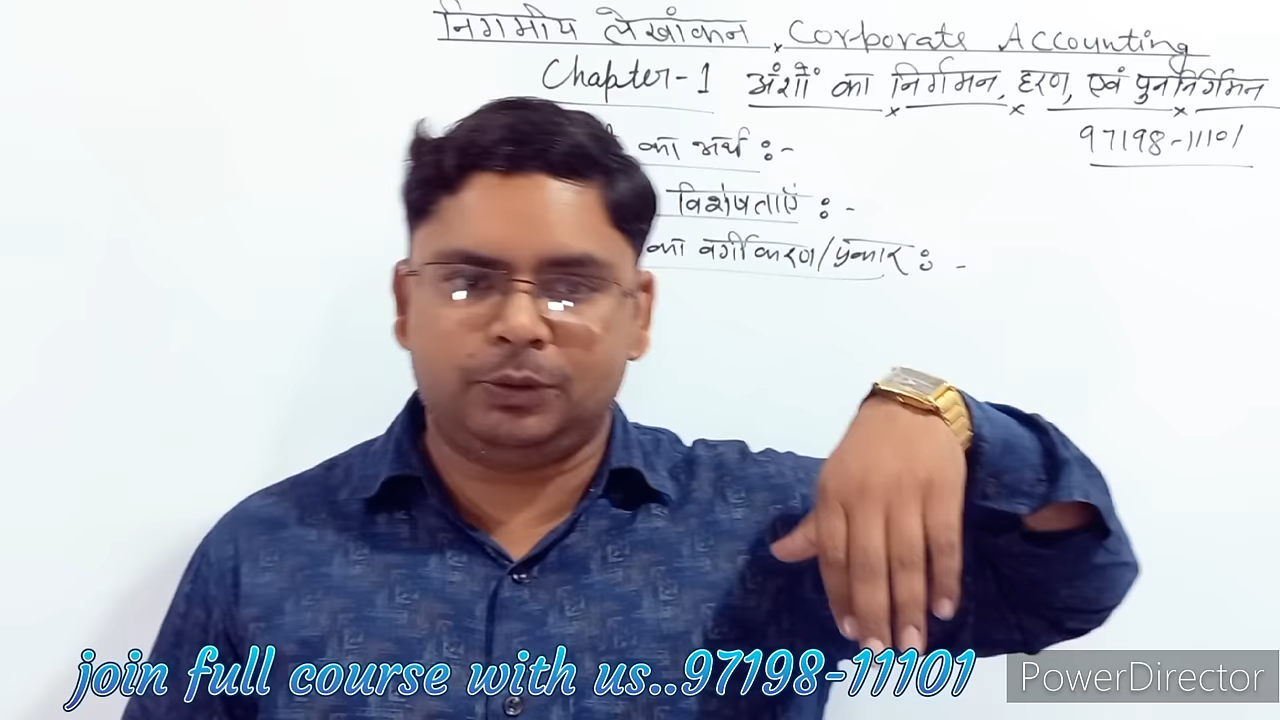 निगमीय लेखांकन Corporate Accounting
Chapter-1 अंशों का निर्गमन, हरण, एवं पुनर्निर्गमन
97198-11101
का अर्थ :-
विशेषताएँ :-
का वर्गीकरण/प्रकार :-
join full course with us..97198-11101
PowerDirector